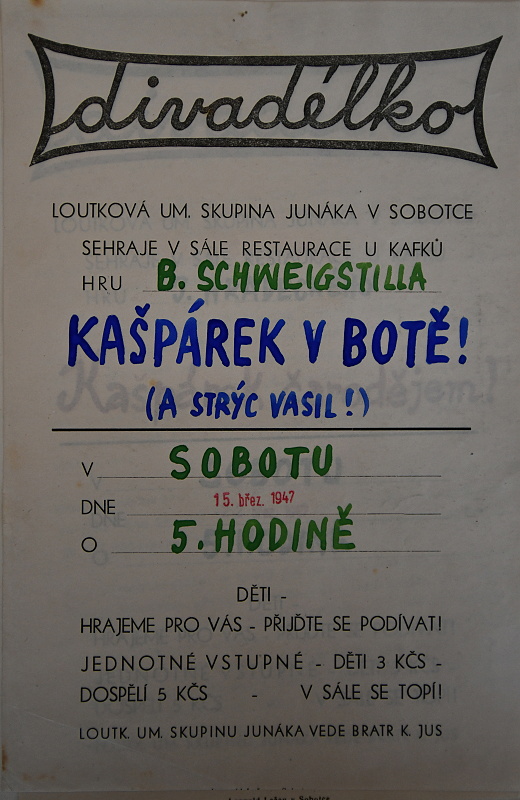 divadélko
LOUTKOVÁ UM. SKUPINA JUNÁKA V SOBOTCE
SEHRAJE V SÁLE RESTAURACE U KAFKŮ
HRU B. SCHWEIGSTILLA
KAŠPÁREK V BOTĚ!
(A STRÝC VASIL!)
V SOBOTU
DNE 15. břez. 1947
O 5. HODINĚ
DĚTI -
HRAJEME PRO VÁS - PŘIJĎTE SE PODÍVAT!
JEDNOTNÉ VSTUPNÉ - DĚTI 3 KČS -
DOSPĚLÍ 5 KČS - V SÁLE SE TOPÍ!
LOUTK. UM. SKUPINU JUNÁKA VEDE BRATR K. JUS